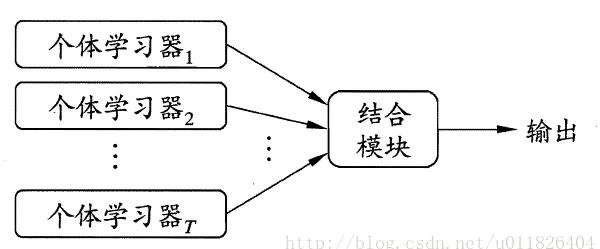 个体学习器1
个体学习器2
个体学习器T
结合
模块
输出
http://blog.csdn.net/u011826404